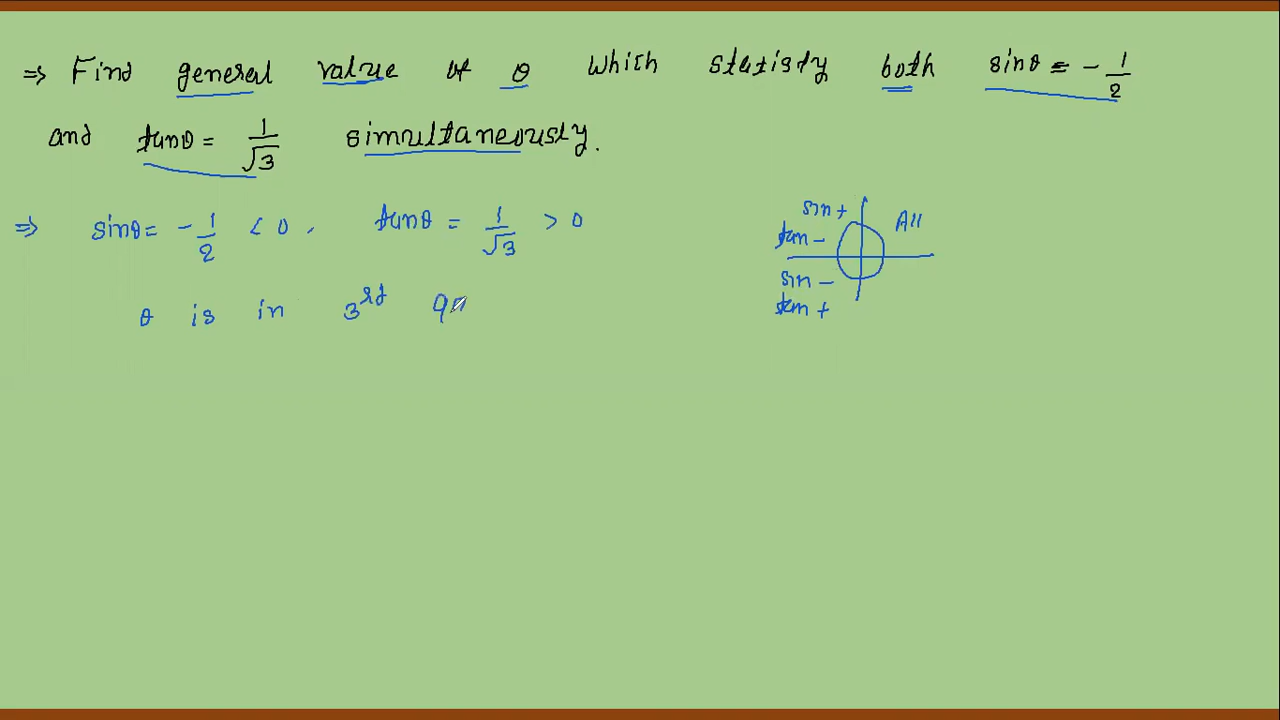 ⇒ Find general value of θ which statisty both sinθ = - 1/2
and tanθ = 1/√3 simultaneously.
⇒ sinθ = - 1/2 < 0 , tanθ = 1/√3 > 0
θ is in 3rd
sin +
All
tan -
sin -
tan +